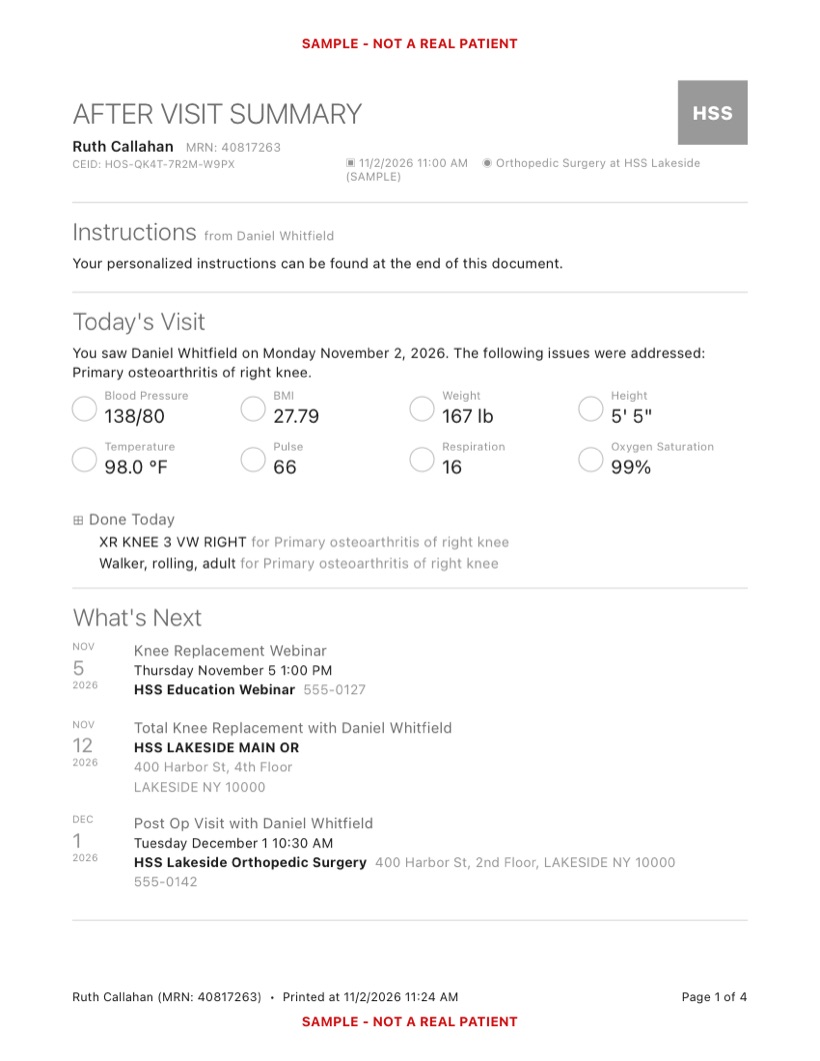 SAMPLE - NOT A REAL PATIENT
AFTER VISIT SUMMARY
HSS
Ruth Callahan MRN: 40817263
CEID: HOS-QK4T-7R2M-W9PX
11/2/2026 11:00 AM Orthopedic Surgery at HSS Lakeside
(SAMPLE)
Instructions from Daniel Whitfield
Your personalized instructions can be found at the end of this document.
Today's Visit
You saw Daniel Whitfield on Monday November 2, 2026. The following issues were addressed:
Primary osteoarthritis of right knee.
Blood Pressure BMI Weight Height
138/80 27.79 167 lb 5' 5"
Temperature Pulse Respiration Oxygen Saturation
98.0 °F 66 16 99%
Done Today
XR KNEE 3 VW RIGHT for Primary osteoarthritis of right knee
Walker, rolling, adult for Primary osteoarthritis of right knee
What's Next
NOV
5
2026
Knee Replacement Webinar
Thursday November 5 1:00 PM
HSS Education Webinar 555-0127
NOV
12
2026
Total Knee Replacement with Daniel Whitfield
HSS LAKESIDE MAIN OR
400 Harbor St, 4th Floor
LAKESIDE NY 10000
DEC
1
2026
Post Op Visit with Daniel Whitfield
Tuesday December 1 10:30 AM
HSS Lakeside Orthopedic Surgery 400 Harbor St, 2nd Floor, LAKESIDE NY 10000
555-0142
Ruth Callahan (MRN: 40817263) • Printed at 11/2/2026 11:24 AM Page 1 of 4
SAMPLE - NOT A REAL PATIENT